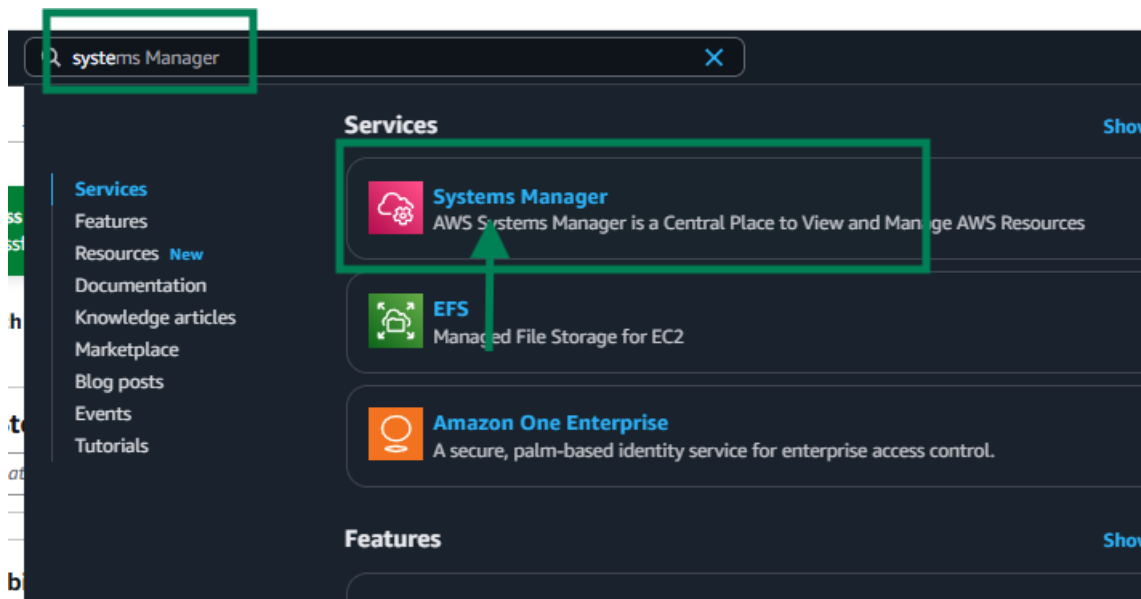 systems Manager
Services
Show
Services
Features
Resources New
Documentation
Knowledge articles
Marketplace
Blog posts
Events
Tutorials
Systems Manager
AWS Systems Manager is a Central Place to View and Manage AWS Resources
EFS
Managed File Storage for EC2
Amazon One Enterprise
A secure, palm-based identity service for enterprise access control.
Features
Show